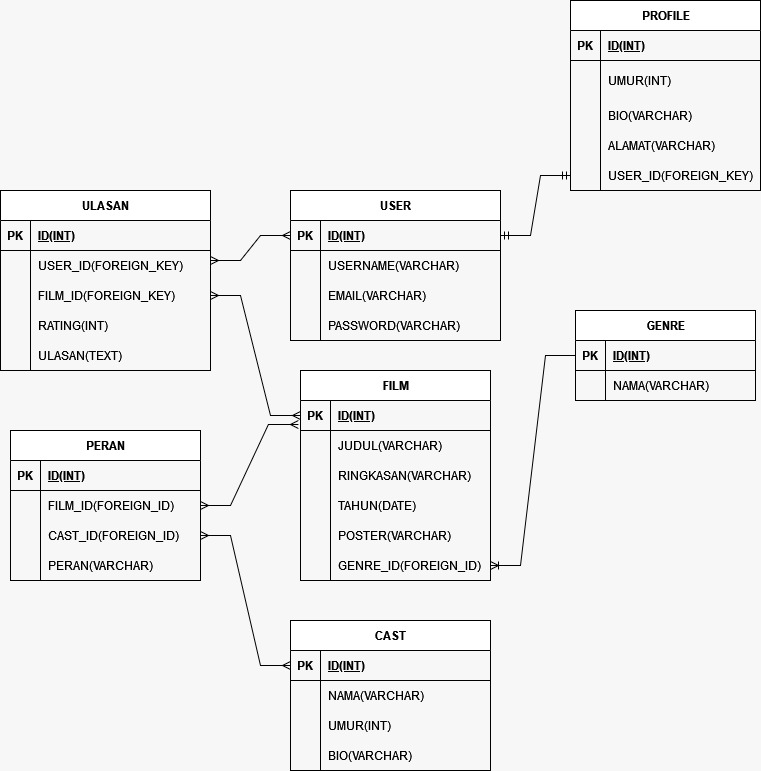 PROFILE
PK ID(INT)
UMUR(INT)
BIO(VARCHAR)
ALAMAT(VARCHAR)
USER_ID(FOREIGN_KEY)
ULASAN
PK ID(INT)
USER_ID(FOREIGN_KEY)
FILM_ID(FOREIGN_KEY)
RATING(INT)
ULASAN(TEXT)
USER
PK ID(INT)
USERNAME(VARCHAR)
EMAIL(VARCHAR)
PASSWORD(VARCHAR)
GENRE
PK ID(INT)
NAMA(VARCHAR)
FILM
PK ID(INT)
JUDUL(VARCHAR)
RINGKASAN(VARCHAR)
TAHUN(DATE)
POSTER(VARCHAR)
GENRE_ID(FOREIGN_ID)
PERAN
PK ID(INT)
FILM_ID(FOREIGN_ID)
CAST_ID(FOREIGN_ID)
PERAN(VARCHAR)
CAST
PK ID(INT)
NAMA(VARCHAR)
UMUR(INT)
BIO(VARCHAR)